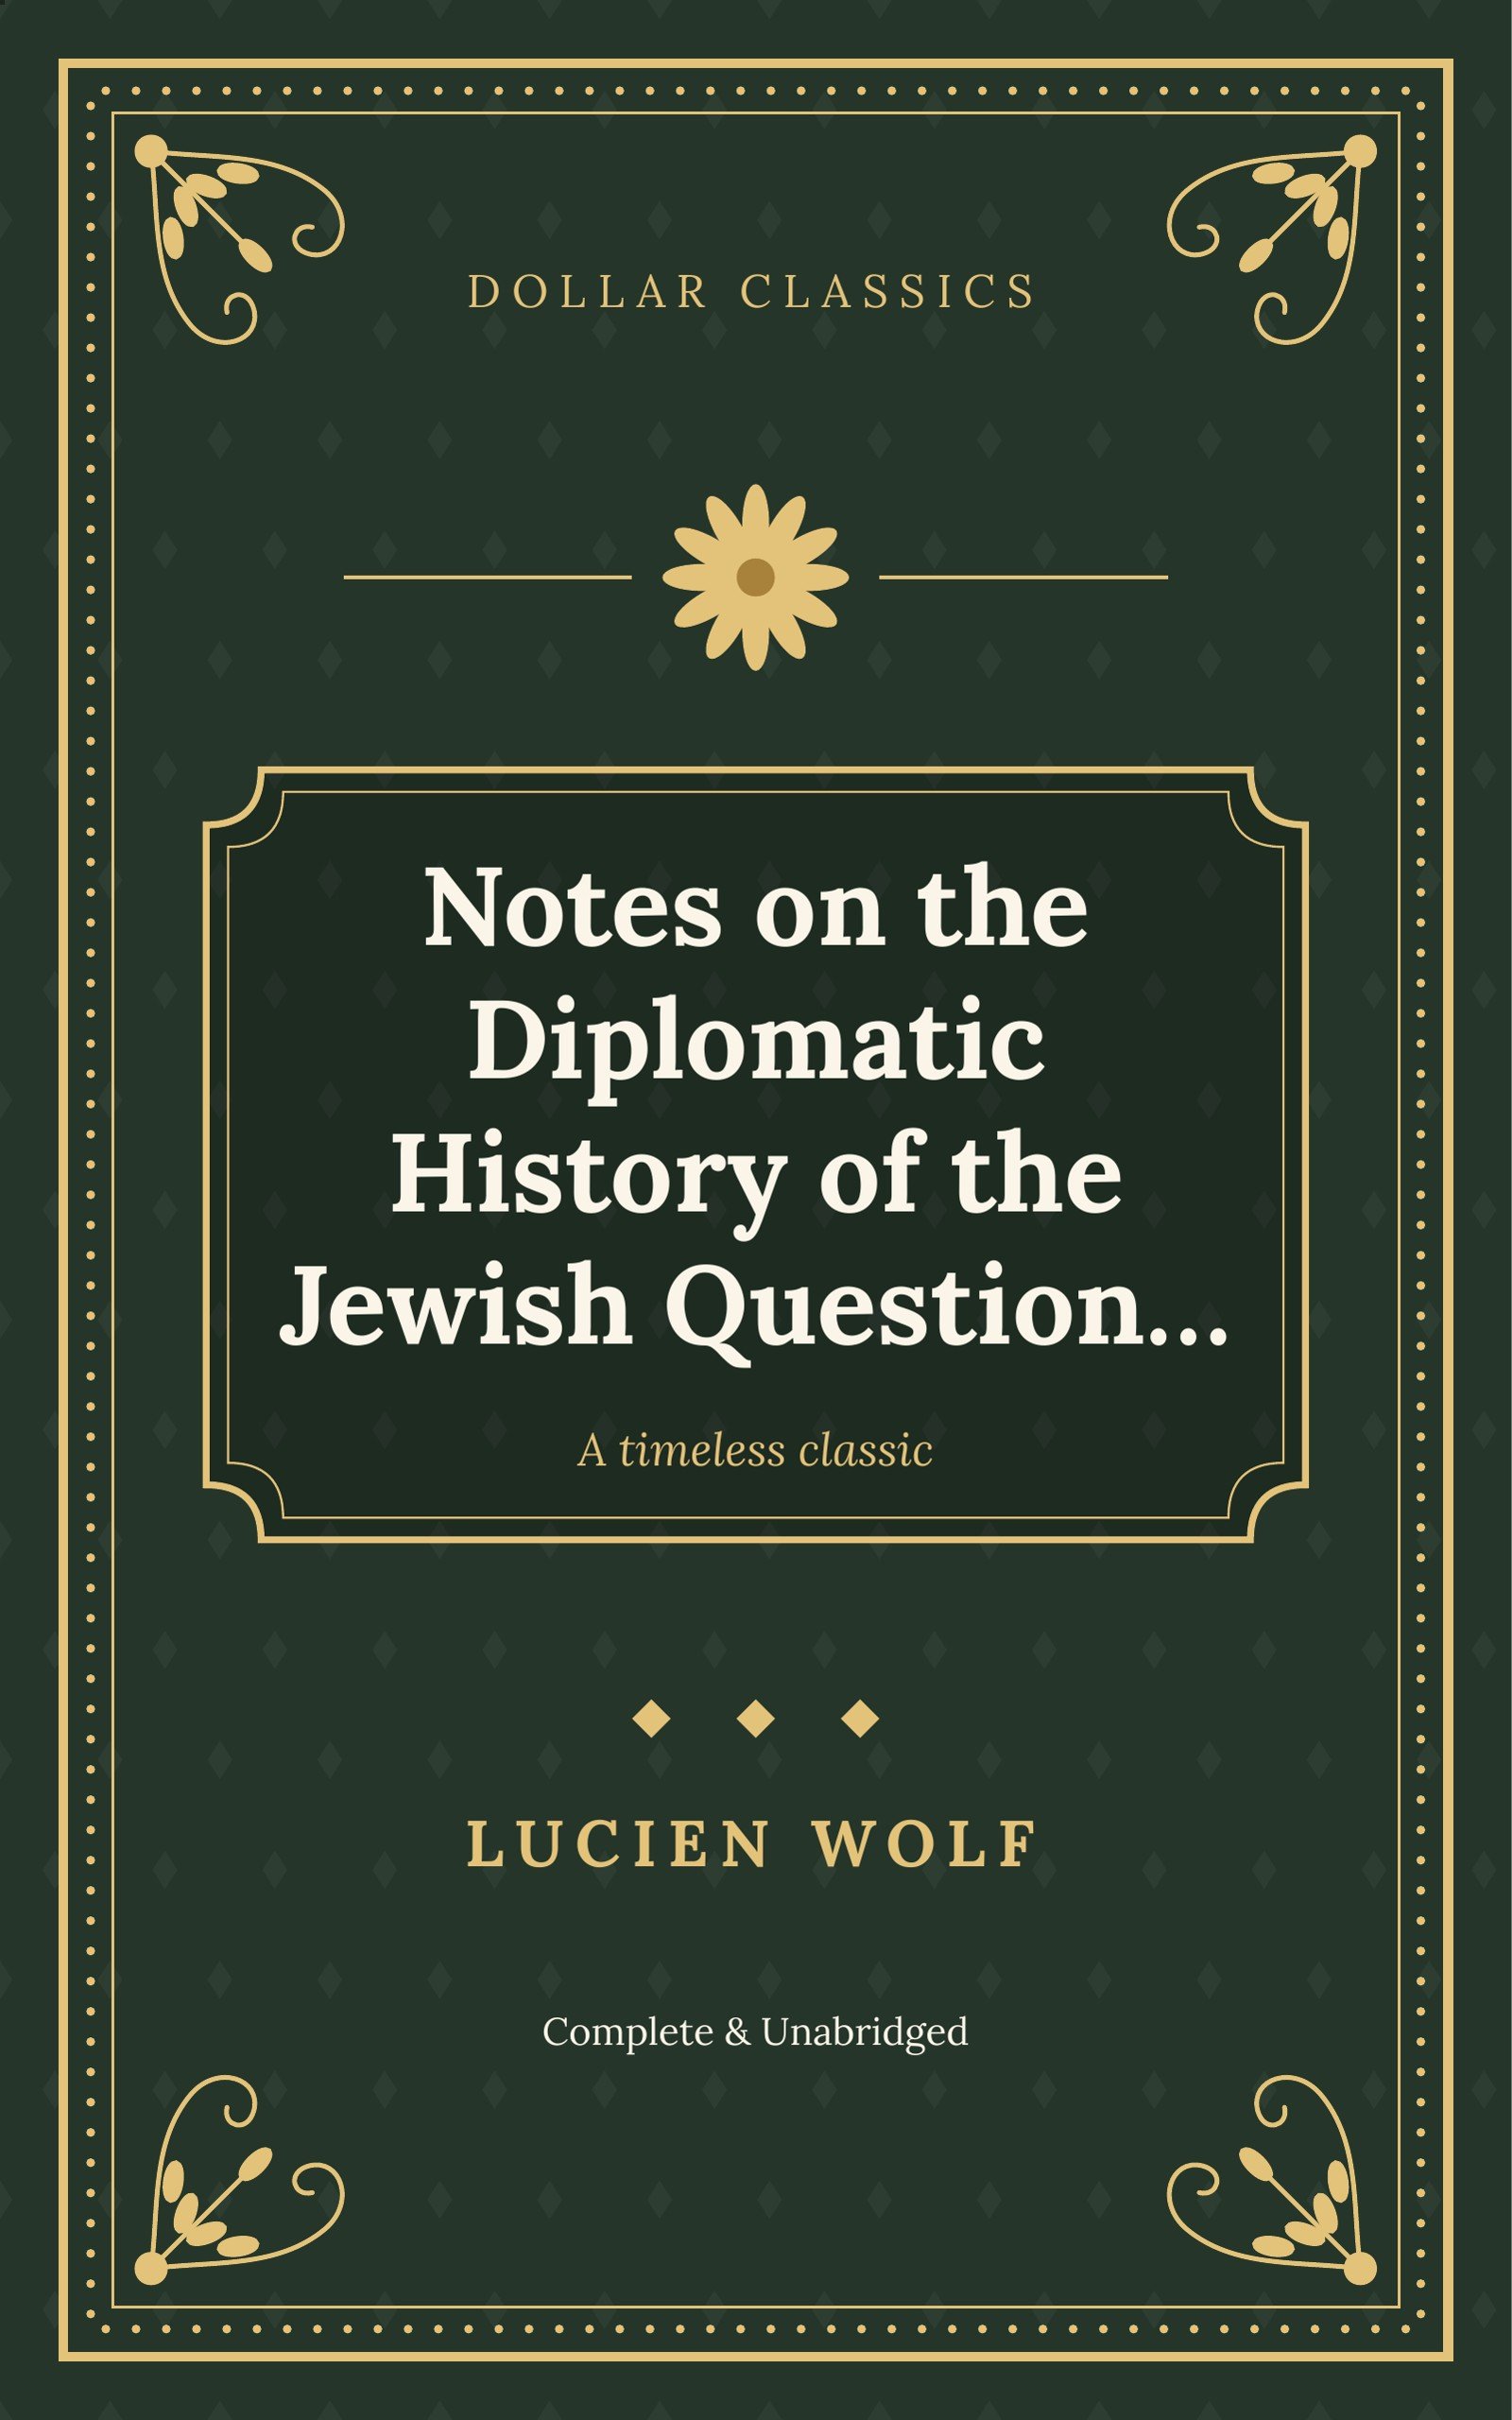 DOLLAR CLASSICS
Notes on the
Diplomatic
History of the
Jewish Question...
A timeless classic
LUCIEN WOLF
Complete & Unabridged